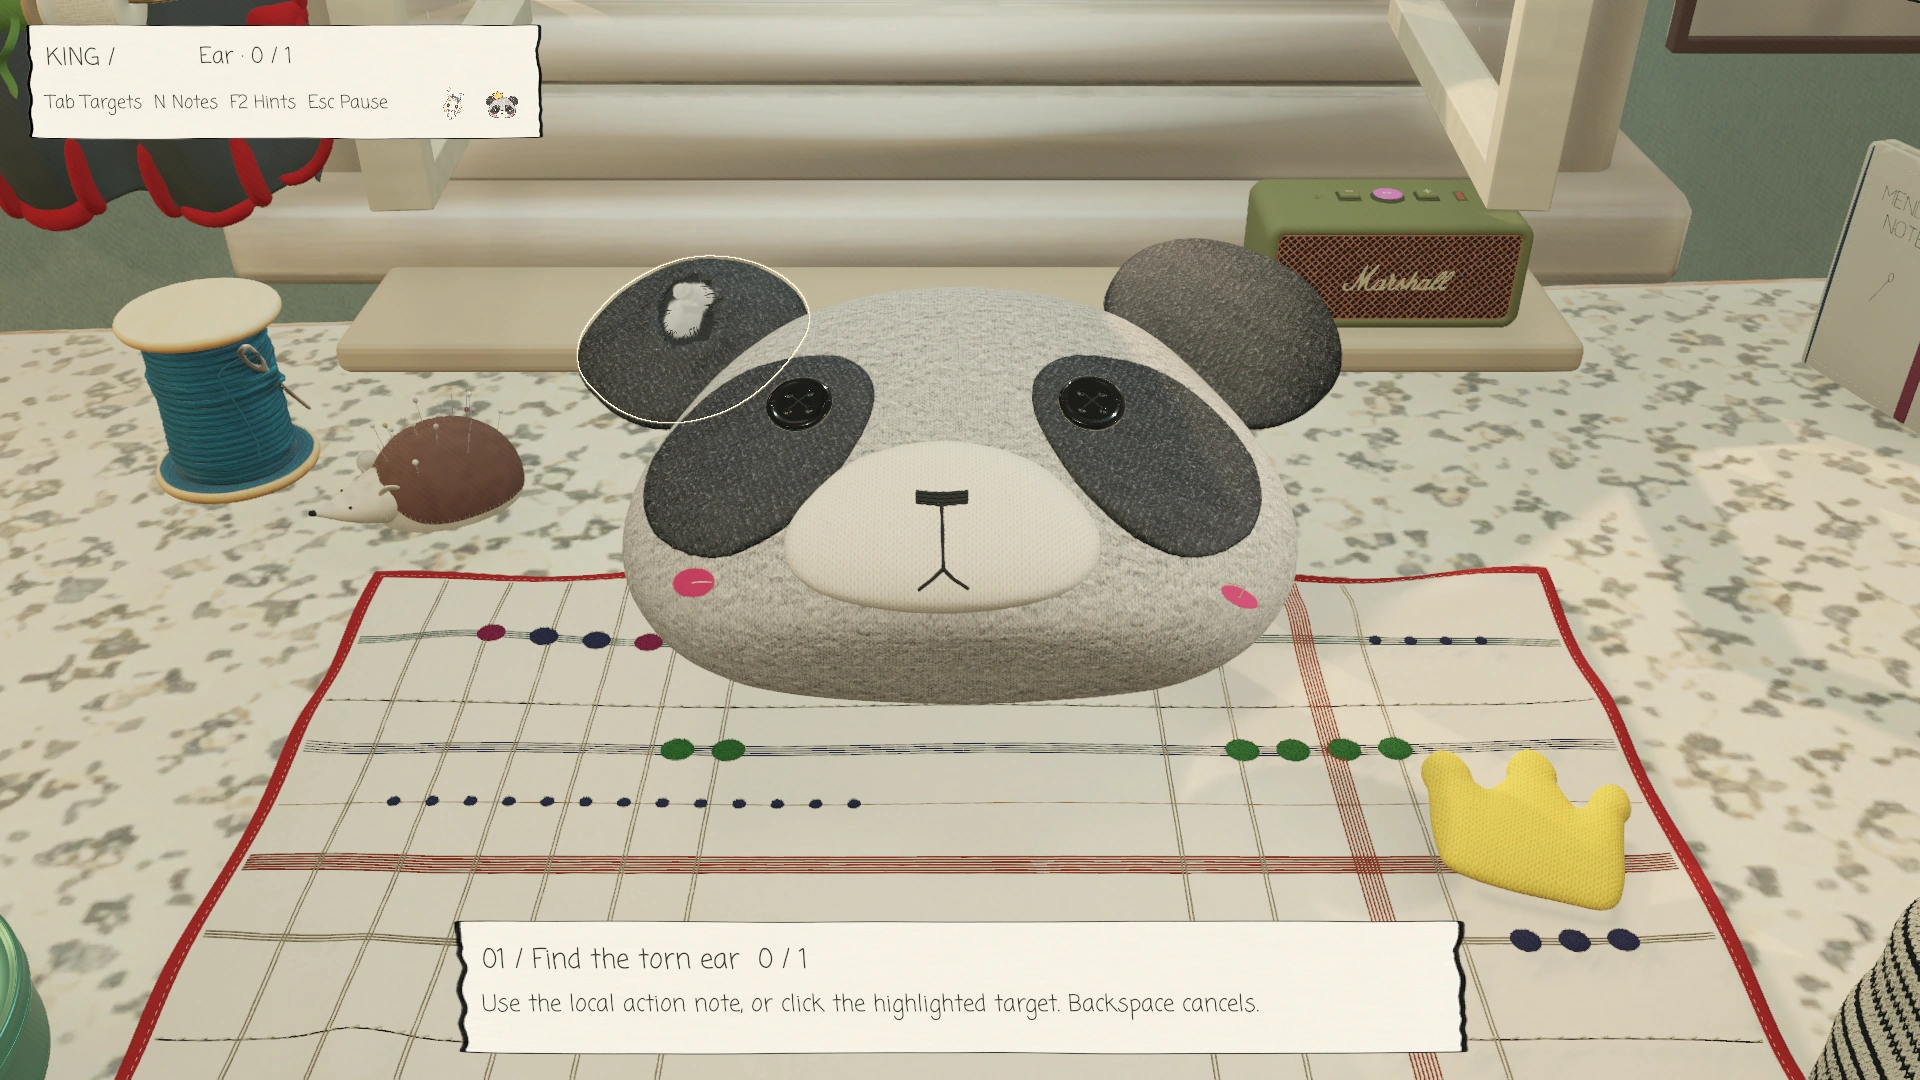 KING / Ear · 0 / 1
Tab Targets N Notes F2 Hints Esc Pause
Marshall
01 / Find the torn ear 0 / 1
Use the local action note, or click the highlighted target. Backspace cancels.